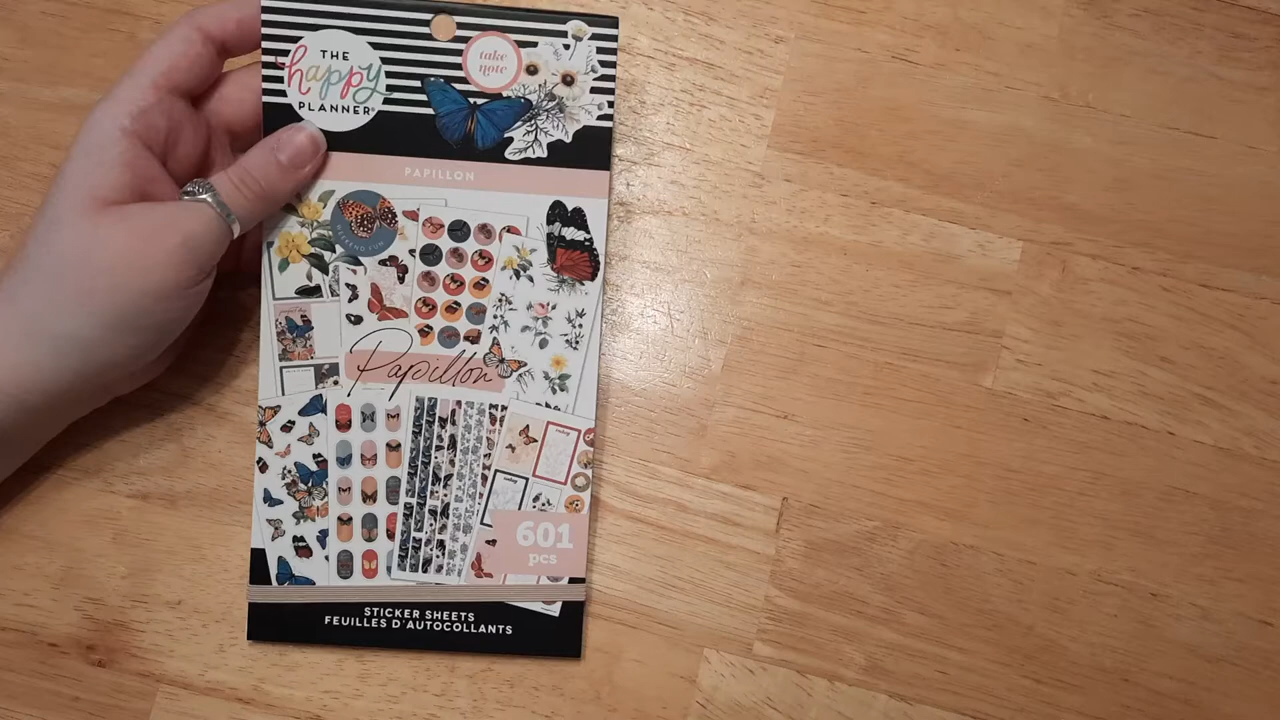 THE
happy
PLANNER®
take
note
PAPILLON
WEEKEND FUN
Papillon
601
pcs
STICKER SHEETS
FEUILLES D'AUTOCOLLANTS